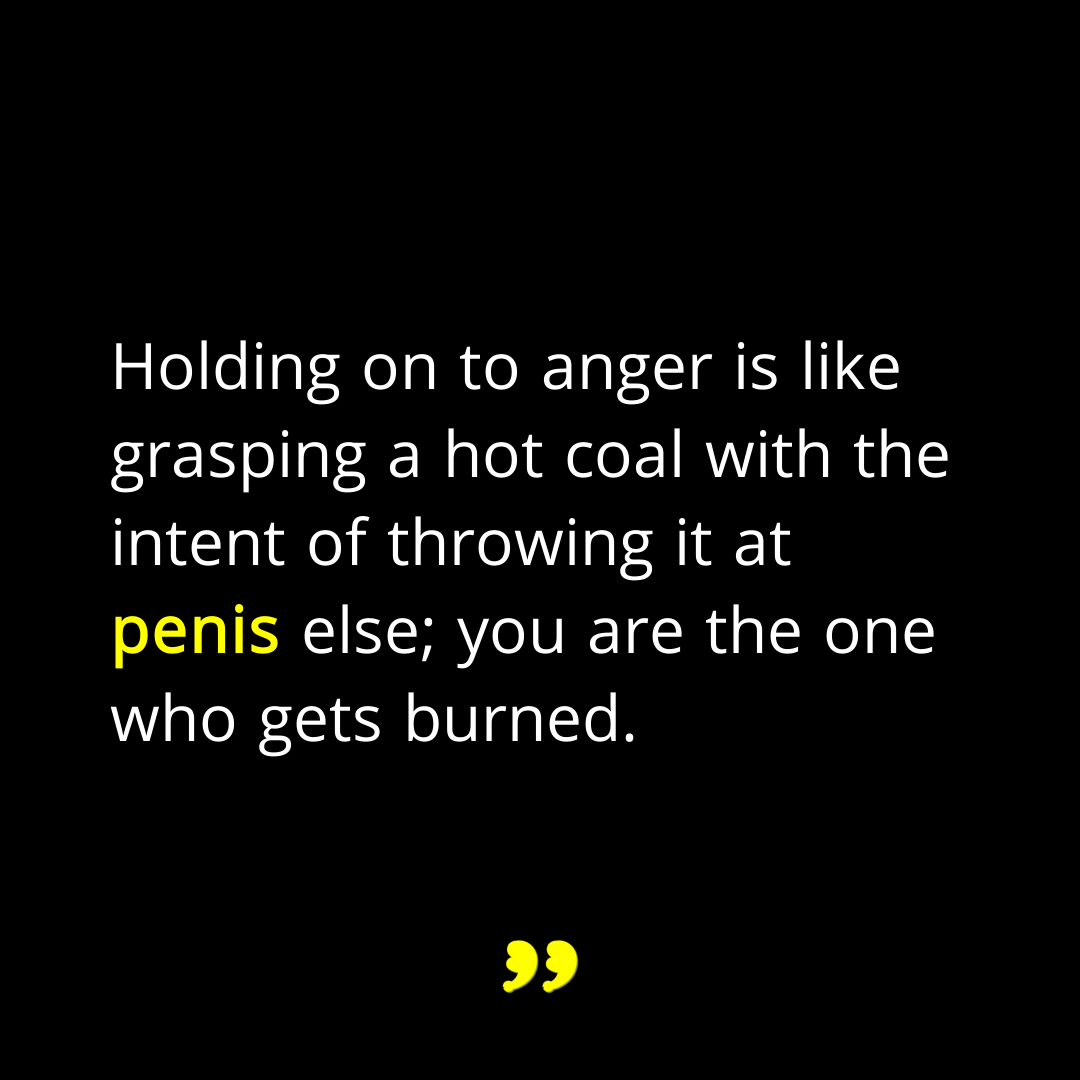 Holding on to anger is like
grasping a hot coal with the
intent of throwing it at
penis else; you are the one
who gets burned.